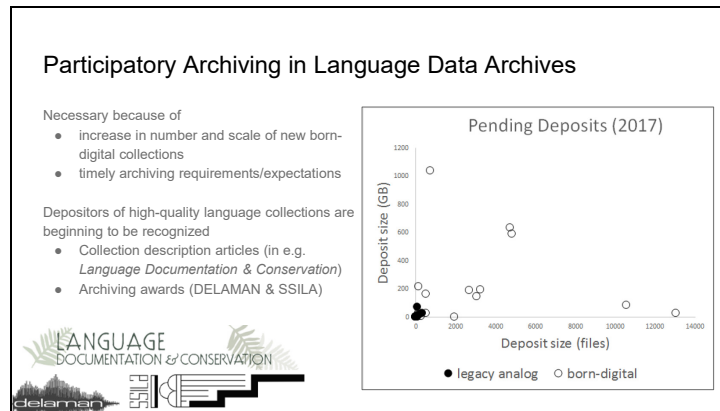 Participatory Archiving in Language Data Archives
Necessary because of
● increase in number and scale of new born-
digital collections
● timely archiving requirements/expectations
Depositors of high-quality language collections are
beginning to be recognized
● Collection description articles (in e.g.
Language Documentation & Conservation)
● Archiving awards (DELAMAN & SSILA)
LANGUAGE
DOCUMENTATION & CONSERVATION
delaman
SSILA
Pending Deposits (2017)
Deposit size (GB)
1200
1000
800
600
400
200
0
0 2000 4000 6000 8000 10000 12000 14000
Deposit size (files)
● legacy analog ○ born-digital